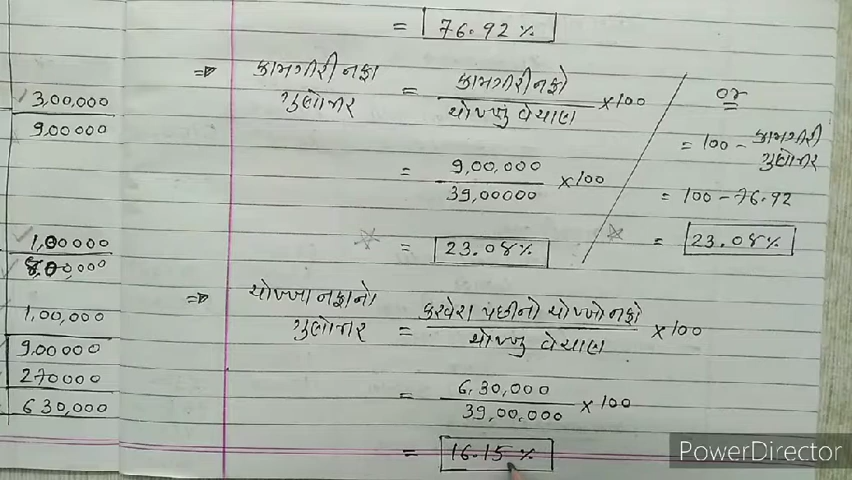 = 76.92 %
3,00,000
9,00000
1,00000
8,00,000
1,00,000
9,00000
270000
630,000
⇒ કામગીરી નફા ગુણોત્તર = કામગીરી નફો / ચોખ્ખુ વેચાણ × 100
= 9,00,000 / 39,00000 × 100
= 23.08 %
or
= 100 - કામગીરી ગુણોત્તર
= 100 - 76.92
= 23.08 %
⇒ ચોખ્ખા નફાનો ગુણોત્તર = કરવેરા પછીનો ચોખ્ખો નફો / ચોખ્ખુ વેચાણ × 100
= 6,30,000 / 39,00,000 × 100
= 16.15 %
PowerDirector